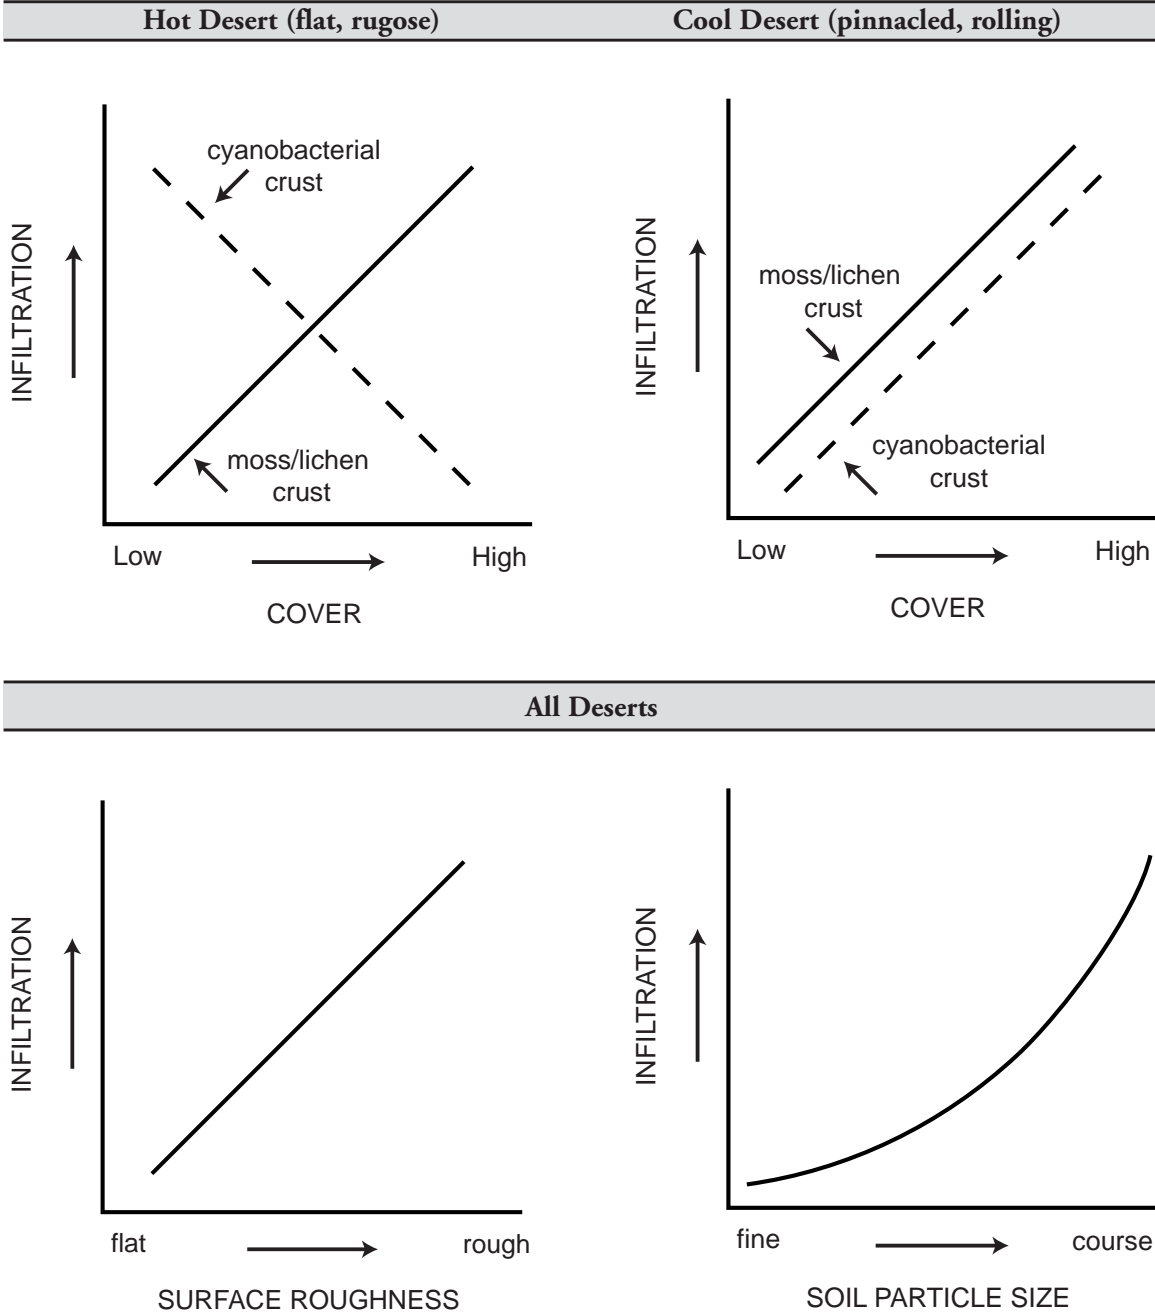 Hot Desert (flat, rugose)
Cool Desert (pinnacled, rolling)
cyanobacterial
crust
INFILTRATION
moss/lichen
crust
Low
High
COVER
moss/lichen
crust
INFILTRATION
cyanobacterial
crust
Low
High
COVER
All Deserts
INFILTRATION
flat
rough
SURFACE ROUGHNESS
INFILTRATION
fine
course
SOIL PARTICLE SIZE